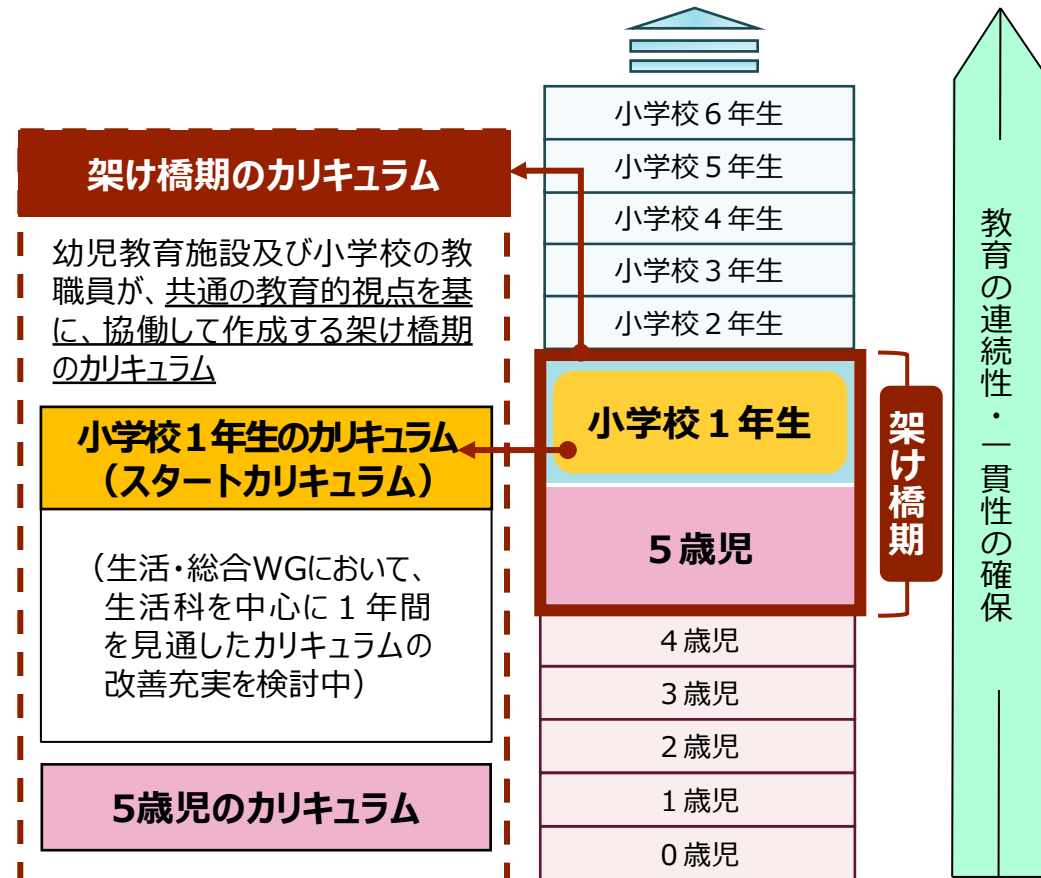 架け橋期のカリキュラム
幼児教育施設及び小学校の教
職員が、共通の教育的視点を基
に、協働して作成する架け橋期
のカリキュラム
小学校１年生のカリキュラム
（スタートカリキュラム）
（生活・総合WGにおいて、
生活科を中心に１年間
を見通したカリキュラムの
改善充実を検討中）
5歳児のカリキュラム
小学校６年生
小学校５年生
小学校４年生
小学校３年生
小学校２年生
小学校１年生
５歳児
４歳児
３歳児
２歳児
１歳児
０歳児
架け橋期
教育の連続性・一貫性の確保